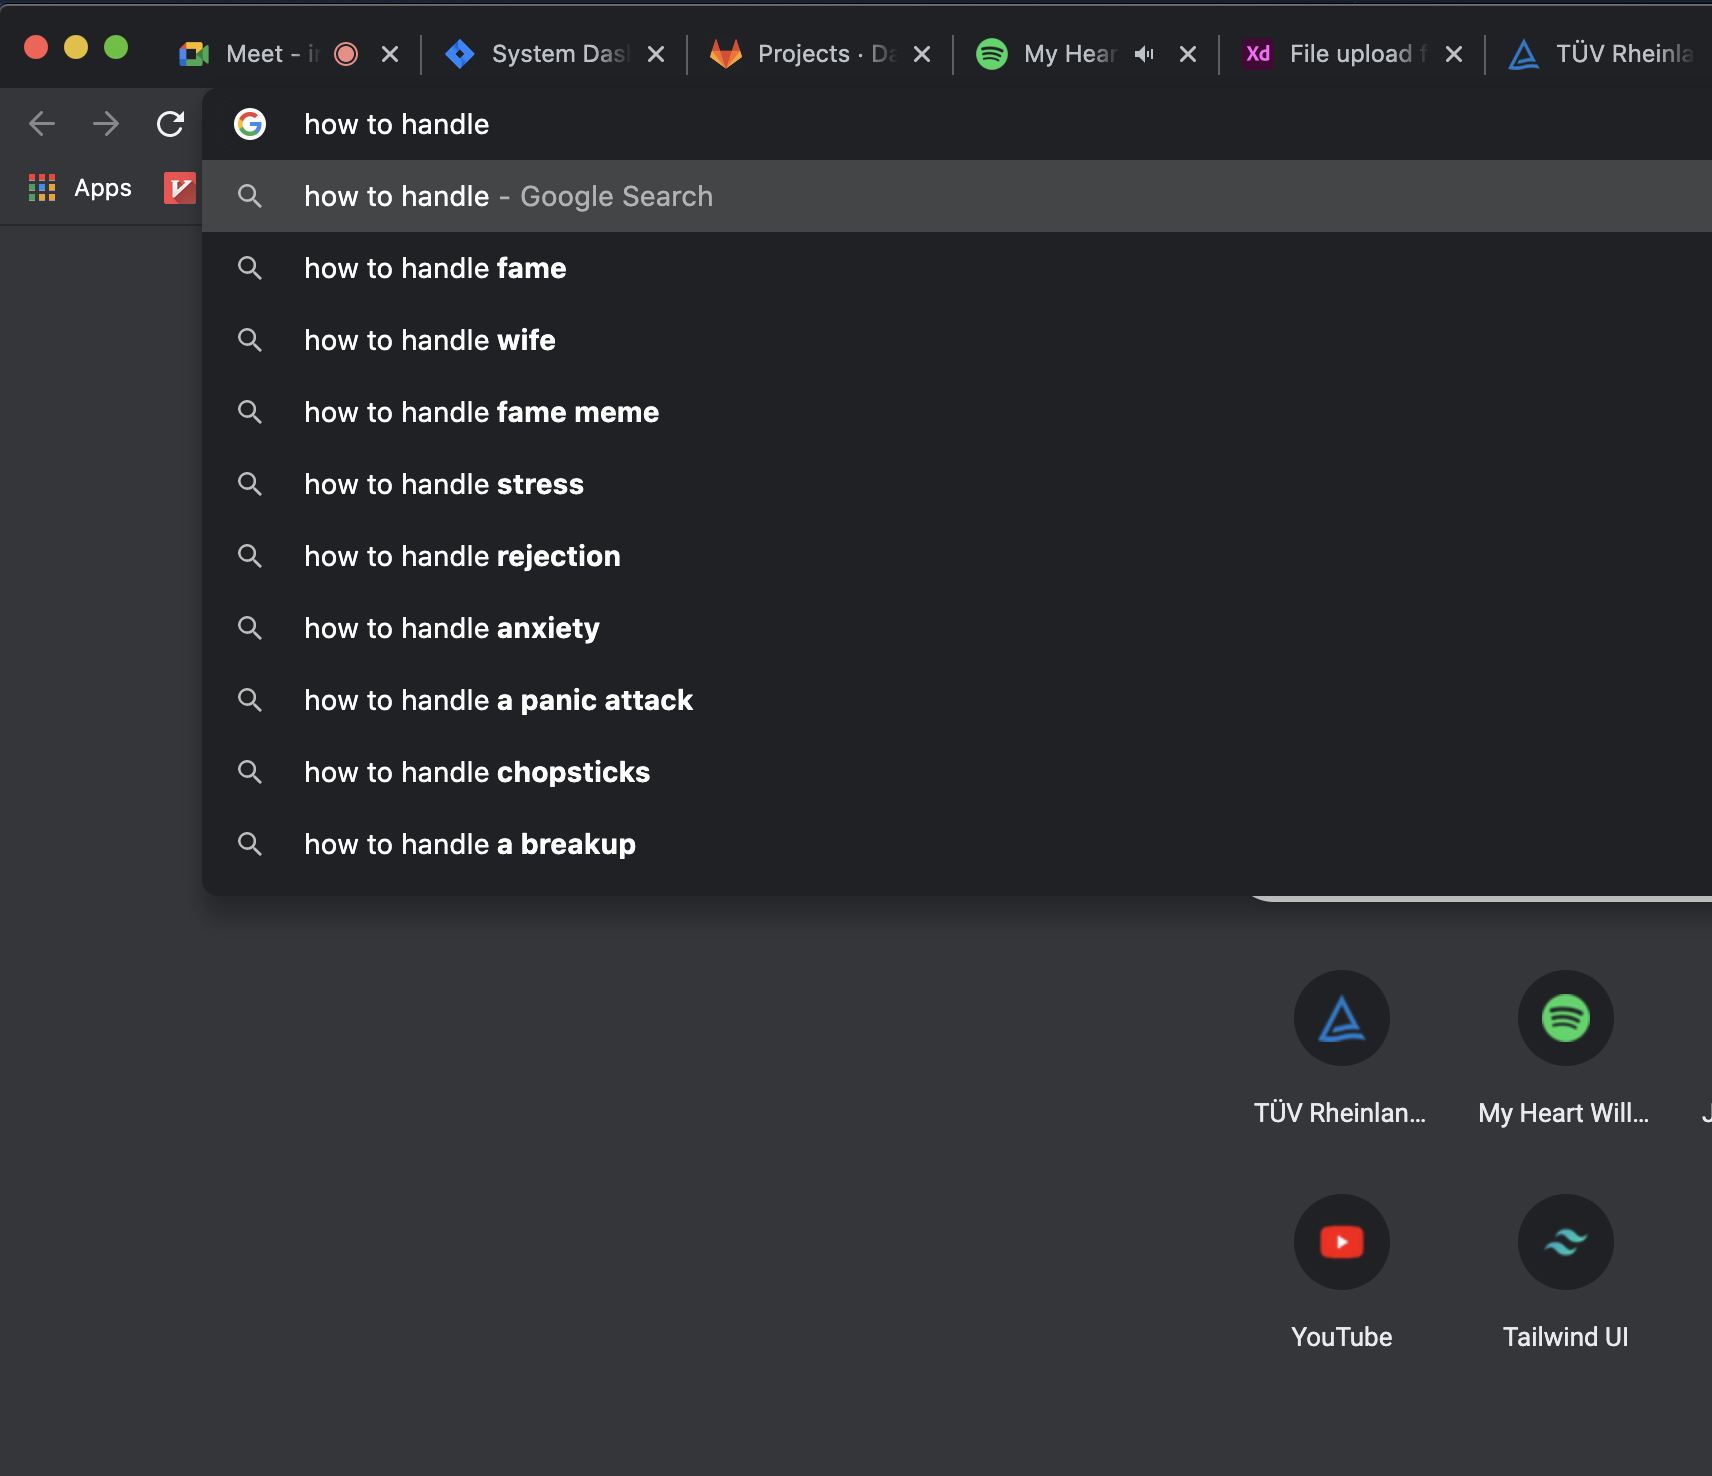 Meet - System Das Projects · Da My Hear Xd File upload f TÜV Rheinla
how to handle
Apps
how to handle - Google Search
how to handle fame
how to handle wife
how to handle fame meme
how to handle stress
how to handle rejection
how to handle anxiety
how to handle a panic attack
how to handle chopsticks
how to handle a breakup
TÜV Rheinlan... My Heart Will... J
YouTube Tailwind UI